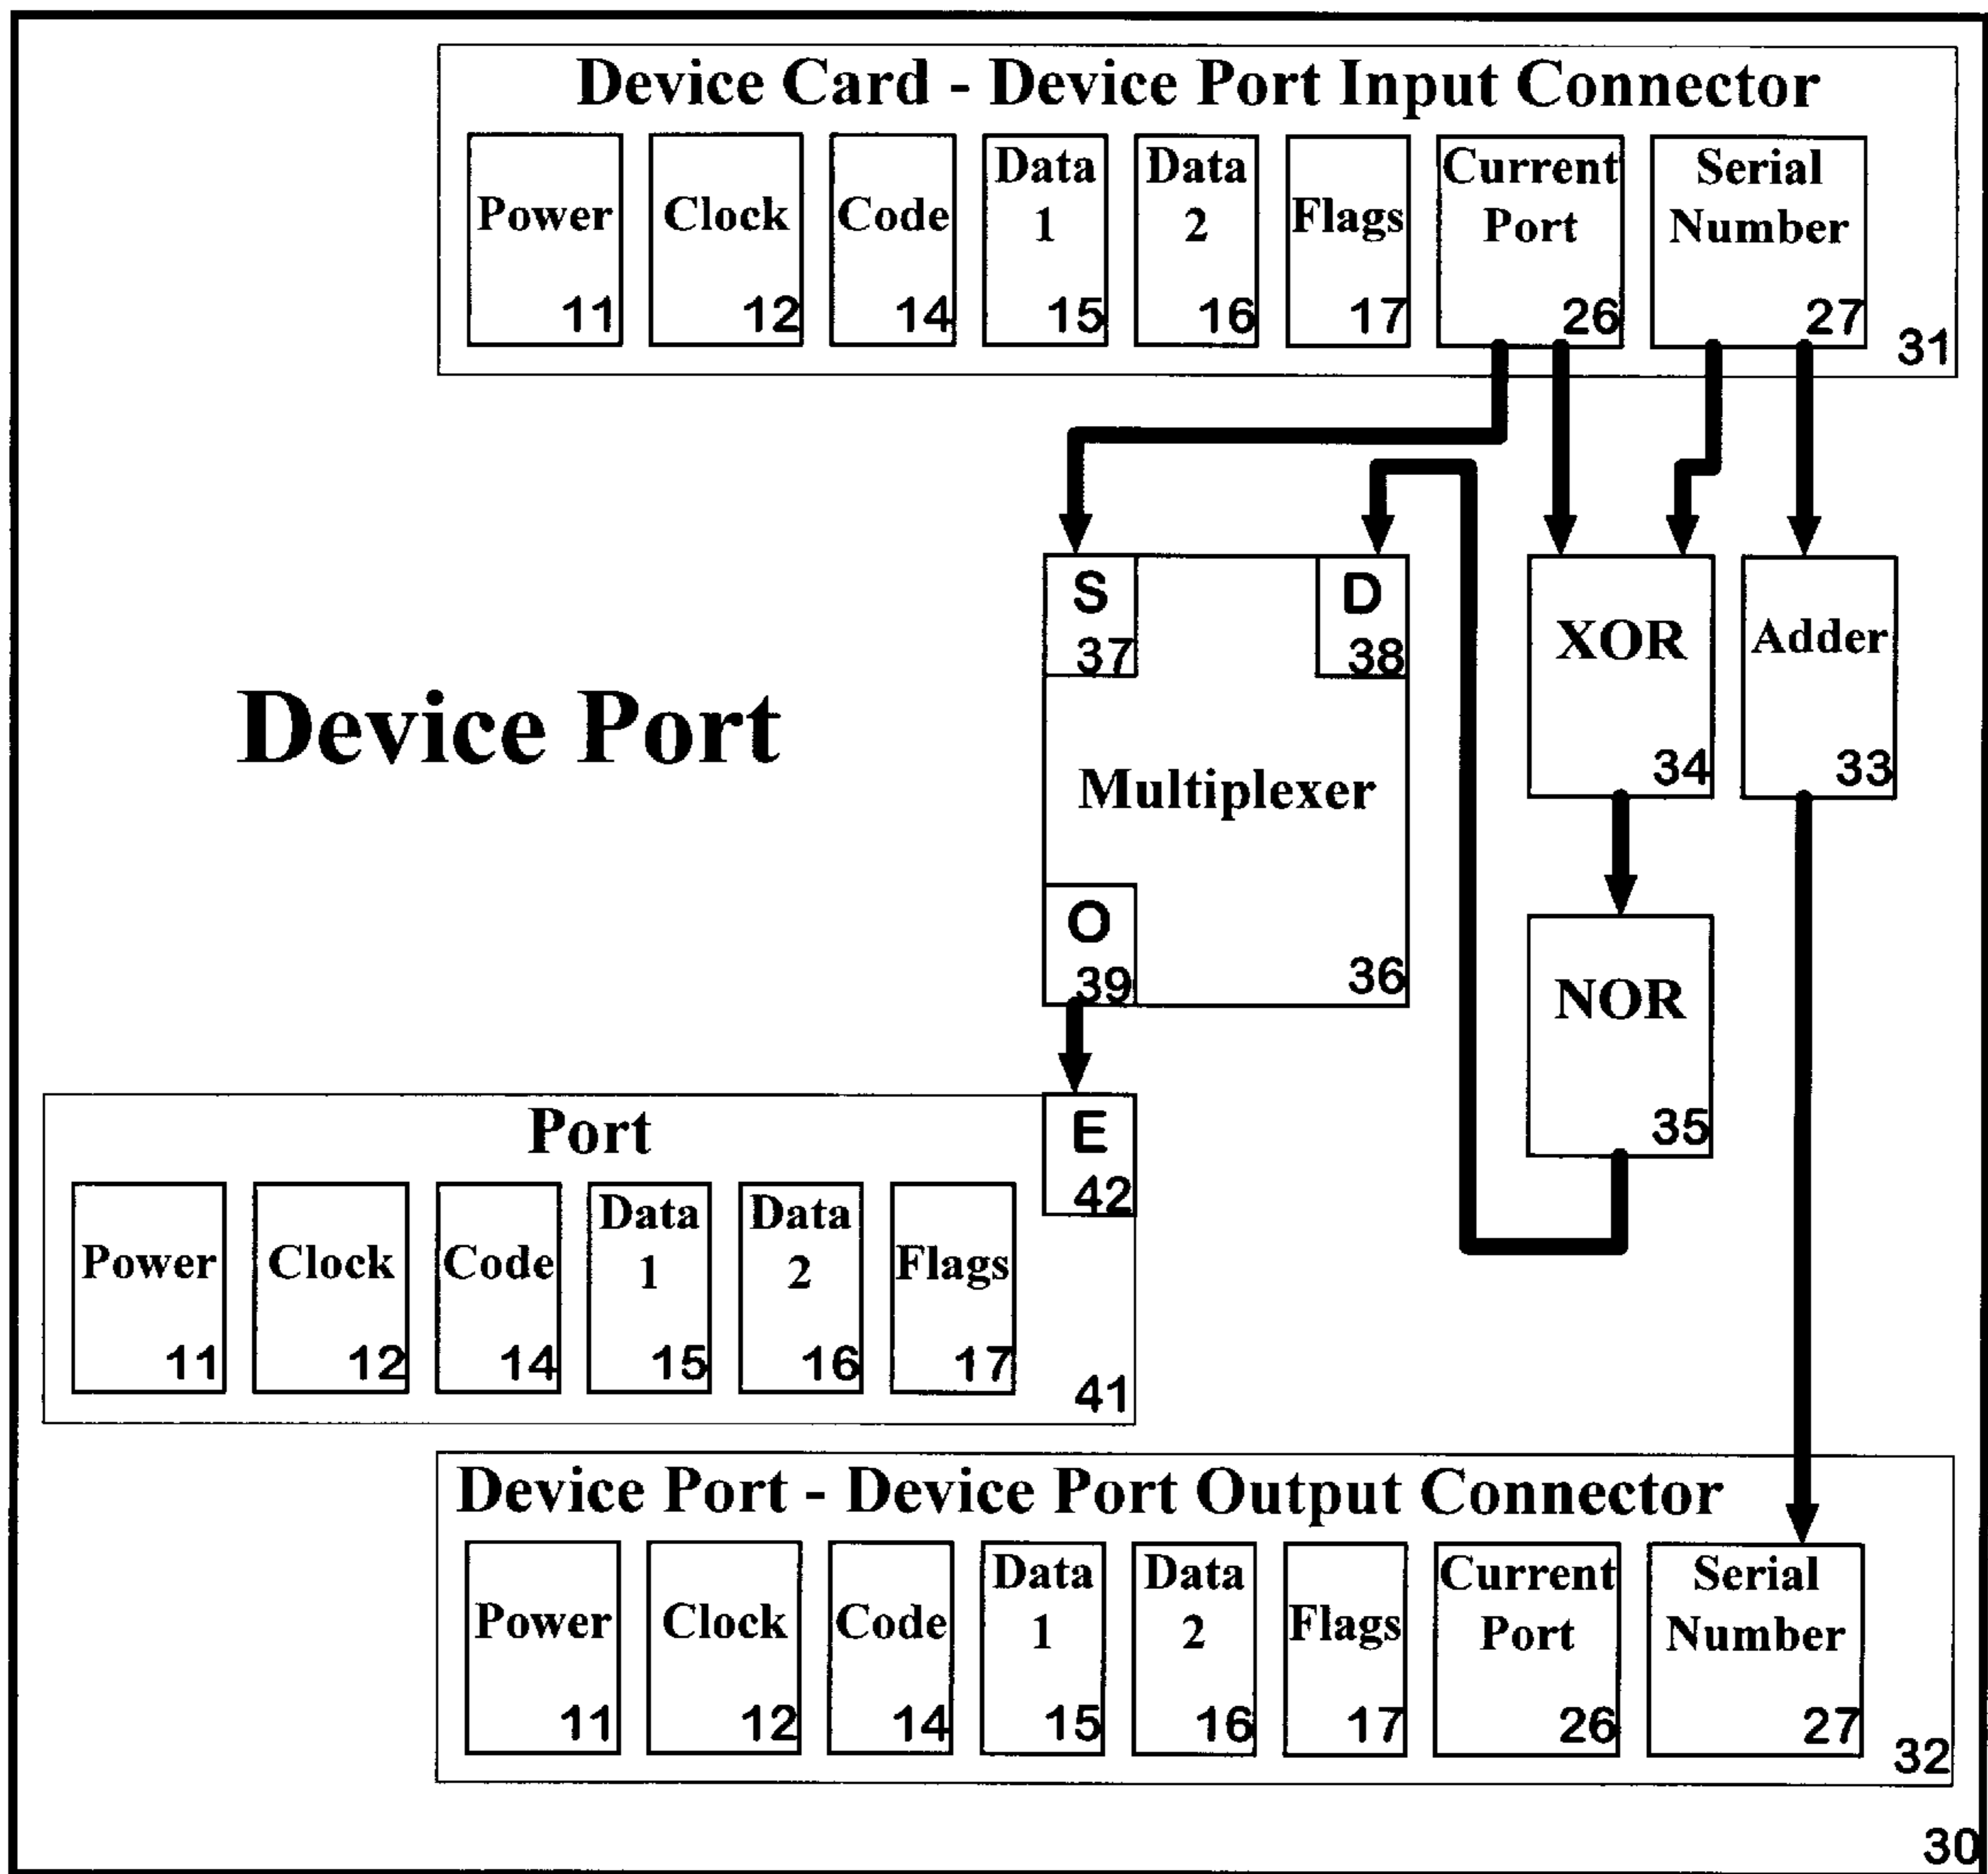 Device Card - Device Port Input Connector
Power
11
Clock
12
Code
14
Data
1
15
Data
2
16
Flags
17
Current
Port
26
Serial
Number
27
31
S
37
D
38
Multiplexer
O
39
36
XOR
34
Adder
33
NOR
35
Device Port
Port
E
42
Power
11
Clock
12
Code
14
Data
1
15
Data
2
16
Flags
17
41
Device Port - Device Port Output Connector
Power
11
Clock
12
Code
14
Data
1
15
Data
2
16
Flags
17
Current
Port
26
Serial
Number
27
32
30